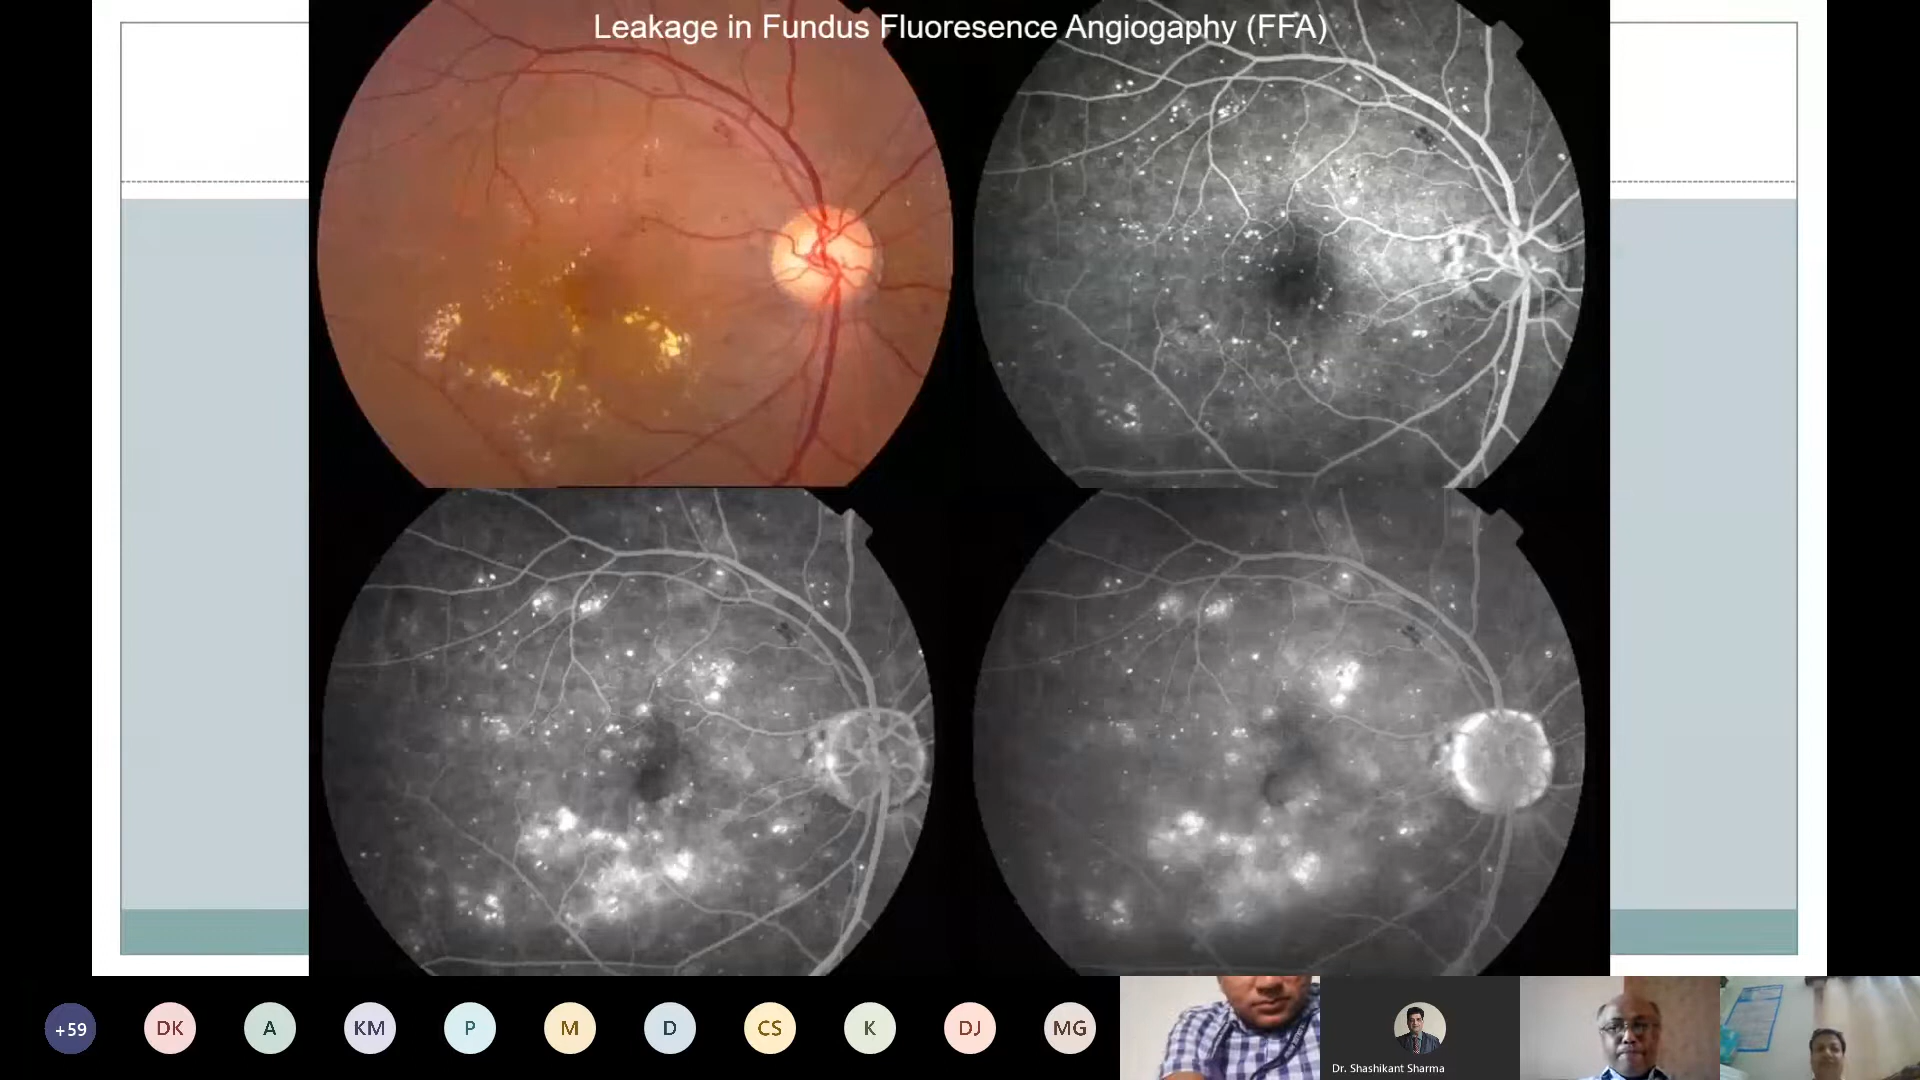 Leakage in Fundus Fluoresence Angiogaphy (FFA)
+59
DK
A
KM
P
M
D
CS
K
DJ
MG
Dr. Shashikant Sharma